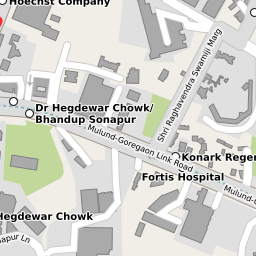 Hoechst Company
Shri Raghavendra Swamiji Marg
Dr Hegdewar Chowk/
Bhandup Sonapur
Mulund-Goregaon Link Road
Konark Regen
Fortis Hospital
Mulund-G
Hegdewar Chowk
apur Ln